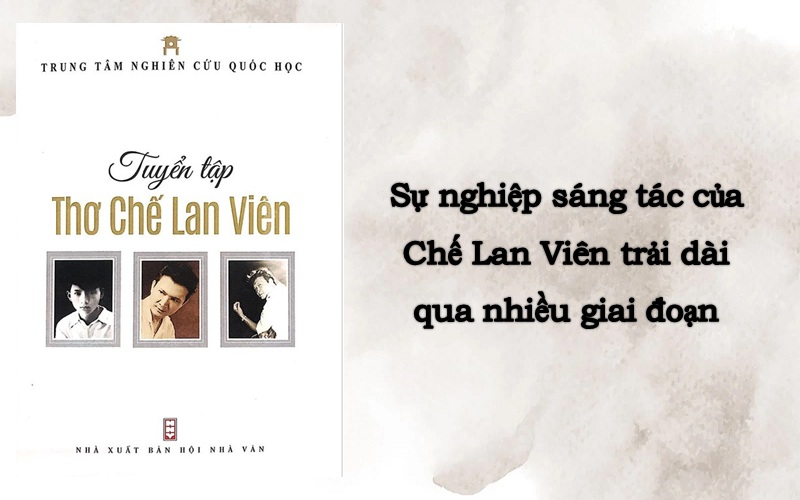 TRUNG TÂM NGHIÊN CỨU QUỐC HỌC
Tuyển tập
Thơ Chế Lan Viên
NHÀ XUẤT BẢN HỘI NHÀ VĂN
Sự nghiệp sáng tác của
Chế Lan Viên trải dài
qua nhiều giai đoạn